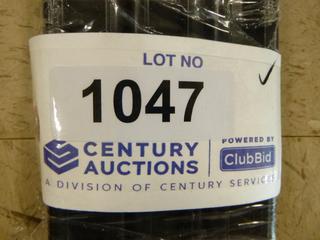 LOT NO
1047
CENTURY
AUCTIONS
POWERED BY
ClubBid
A DIVISION OF CENTURY SERVICES